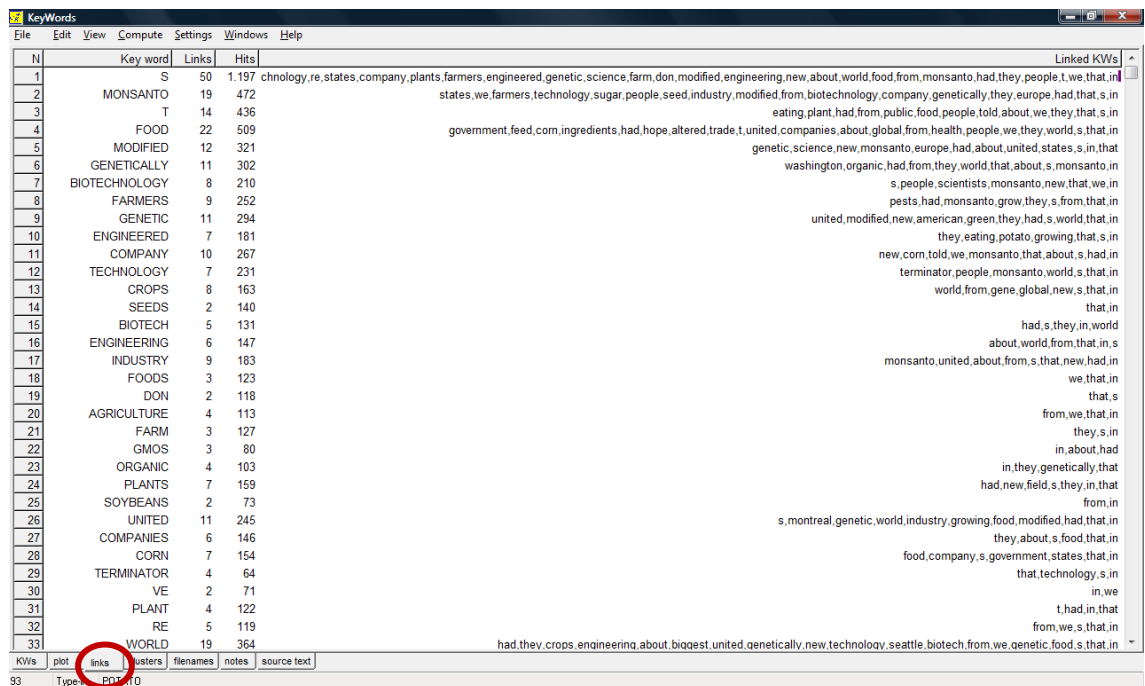 KeyWords
File Edit View Compute Settings Windows Help
N Key word Links Hits Linked KWs
1 S 50 1.197 chnology,re,states,company,plants,farmers,engineered,genetic,science,farm,don,modified,engineering,new,about,world,food,from,monsanto,had,they,people,t,we,that,in
2 MONSANTO 19 472 states,we,farmers,technology,sugar,people,seed,industry,modified,from,biotechnology,company,genetically,they,europe,had,that,s,in
3 T 14 436 eating,plant,had,from,public,food,people,told,about,we,they,that,s,in
4 FOOD 22 509 government,feed,corn,ingredients,had,hope,altered,trade,t,united,companies,about,global,from,health,people,we,they,world,s,that,in
5 MODIFIED 12 321 genetic,science,new,monsanto,europe,had,about,united,states,s,in,that
6 GENETICALLY 11 302 washington,organic,had,from,they,world,that,about,s,monsanto,in
7 BIOTECHNOLOGY 8 210 s,people,scientists,monsanto,new,that,we,in
8 FARMERS 9 252 pests,had,monsanto,grow,they,s,from,that,in
9 GENETIC 11 294 united,modified,new,american,green,they,had,s,world,that,in
10 ENGINEERED 7 181 they,eating,potato,growing,that,s,in
11 COMPANY 10 267 new,corn,told,we,monsanto,that,about,s,had,in
12 TECHNOLOGY 7 231 terminator,people,monsanto,world,s,that,in
13 CROPS 8 163 world,from,gene,global,new,s,that,in
14 SEEDS 2 140 that,in
15 BIOTECH 5 131 had,s,they,in,world
16 ENGINEERING 6 147 about,world,from,that,in,s
17 INDUSTRY 9 183 monsanto,united,about,from,s,that,new,had,in
18 FOODS 3 123 we,that,in
19 DON 2 118 that,s
20 AGRICULTURE 4 113 from,we,that,in
21 FARM 3 127 they,s,in
22 GMOS 3 80 in,about,had
23 ORGANIC 4 103 in,they,genetically,that
24 PLANTS 7 159 had,new,field,s,they,in,that
25 SOYBEANS 2 73 from,in
26 UNITED 11 245 s,montreal,genetic,world,industry,growing,food,modified,had,that,in
27 COMPANIES 6 146 they,about,s,food,that,in
28 CORN 7 154 food,company,s,government,states,that,in
29 TERMINATOR 4 64 that,technology,s,in
30 VE 2 71 in,we
31 PLANT 4 122 t,had,in,that
32 RE 5 119 from,we,s,that,in
33 WORLD 19 364 had,they,crops,engineering,about,biggest,united,genetically,new,technology,seattle,biotech,from,we,genetic,food,s,that,in
KWs plot links clusters filenames notes source text
93 Type-in POTATO